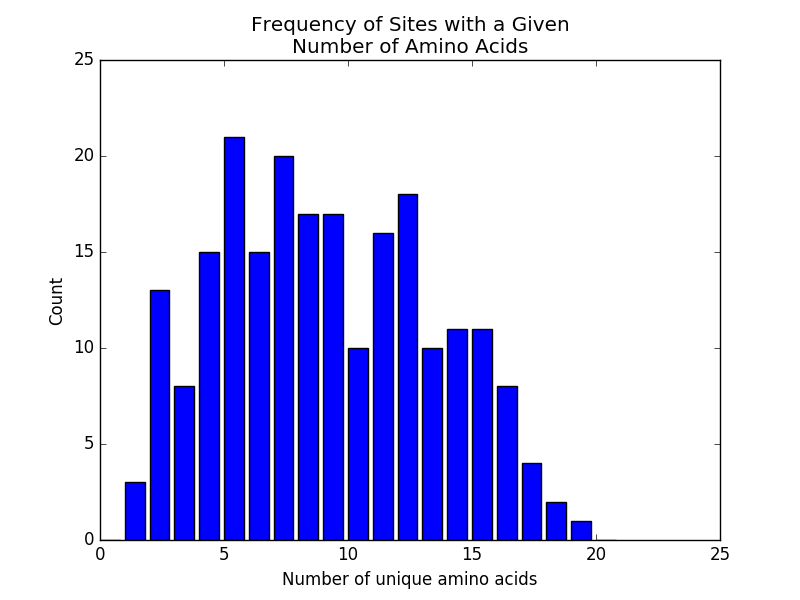 Frequency of Sites with a Given
Number of Amino Acids
25
20
15
10
5
0
Count
0 5 10 15 20 25
Number of unique amino acids